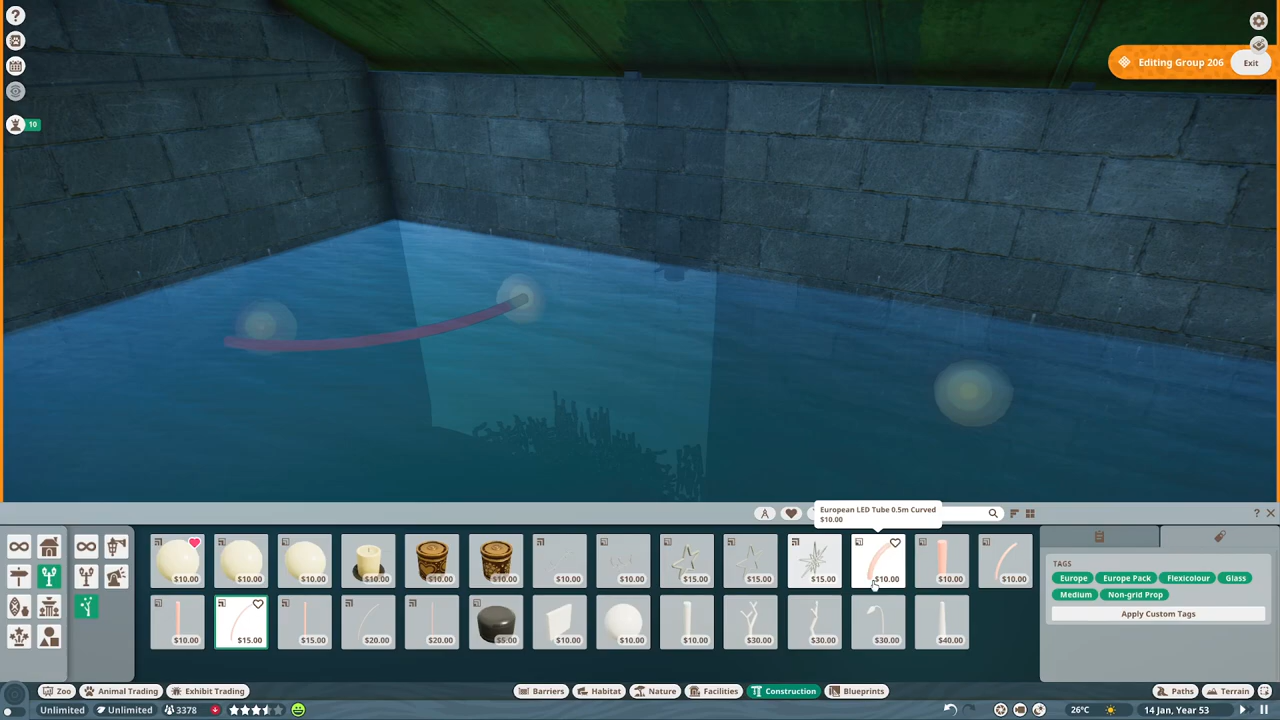 ?
Editing Group 206
Exit
10
European LED Tube 0.5m Curved
$10.00
? ×
$10.00 $10.00 $10.00 $10.00 $10.00 $10.00 $10.00 $10.00 $15.00 $15.00 $15.00 $10.00 $10.00 $10.00
$10.00 $15.00 $15.00 $20.00 $20.00 $5.00 $10.00 $10.00 $10.00 $30.00 $30.00 $30.00 $40.00
TAGS
Europe Europe Pack Flexicolour Glass
Medium Non-grid Prop
Apply Custom Tags
Zoo Animal Trading Exhibit Trading Barriers Habitat Nature Facilities Construction Blueprints Paths Terrain
Unlimited Unlimited 3378 26°C 14 Jan, Year 53